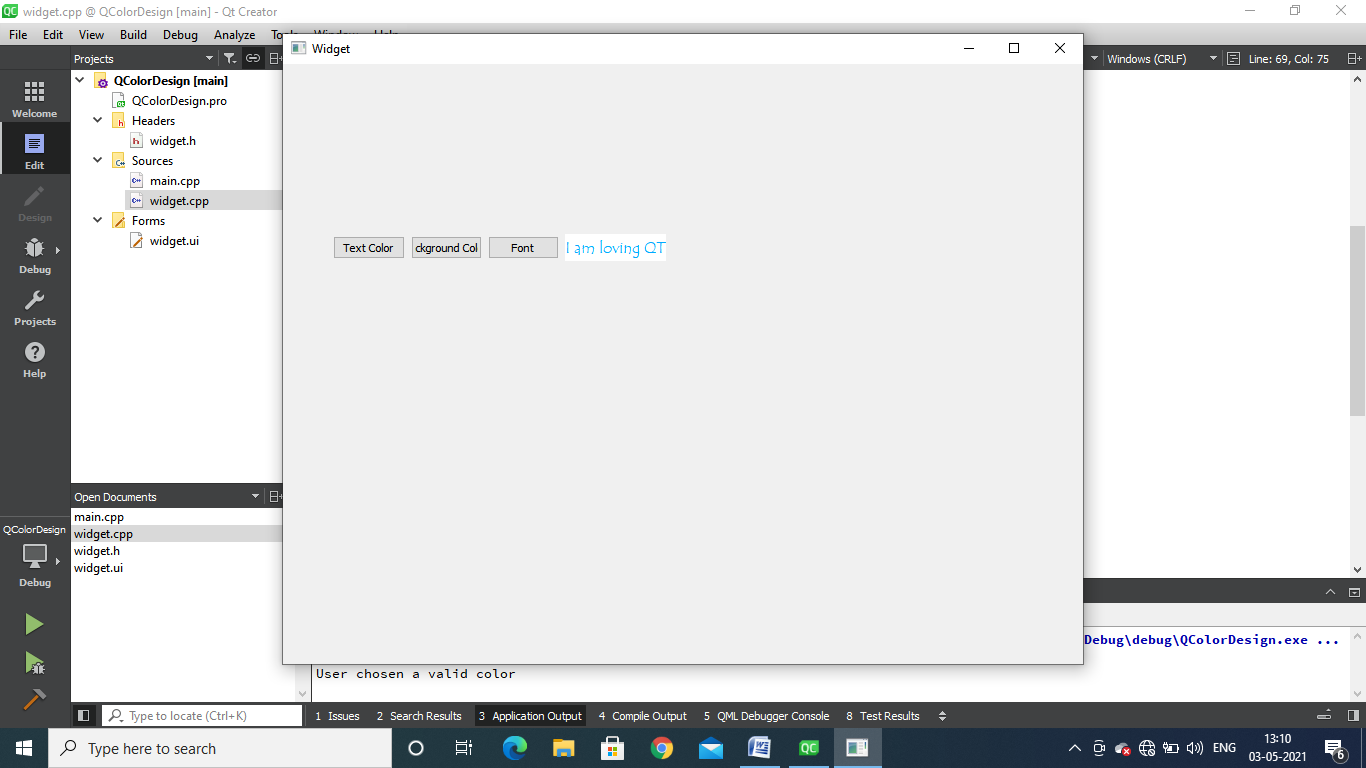 widget.cpp @ QColorDesign [main] - Qt Creator
File Edit View Build Debug Analyze
Widget
Projects
Windows (CRLF)
Line: 69, Col: 75
Welcome
Edit
Design
Debug
Projects
Help
QColorDesign [main]
QColorDesign.pro
Headers
widget.h
Sources
main.cpp
widget.cpp
Forms
widget.ui
Text Color
ckground Col
Font
I am loving QT
Open Documents
main.cpp
widget.cpp
widget.h
widget.ui
QColorDesign
Debug
Debug\debug\QColorDesign.exe ...
User chosen a valid color
Type to locate (Ctrl+K)
1 Issues
2 Search Results
3 Application Output
4 Compile Output
5 QML Debugger Console
8 Test Results
Type here to search
ENG
13:10
03-05-2021
6